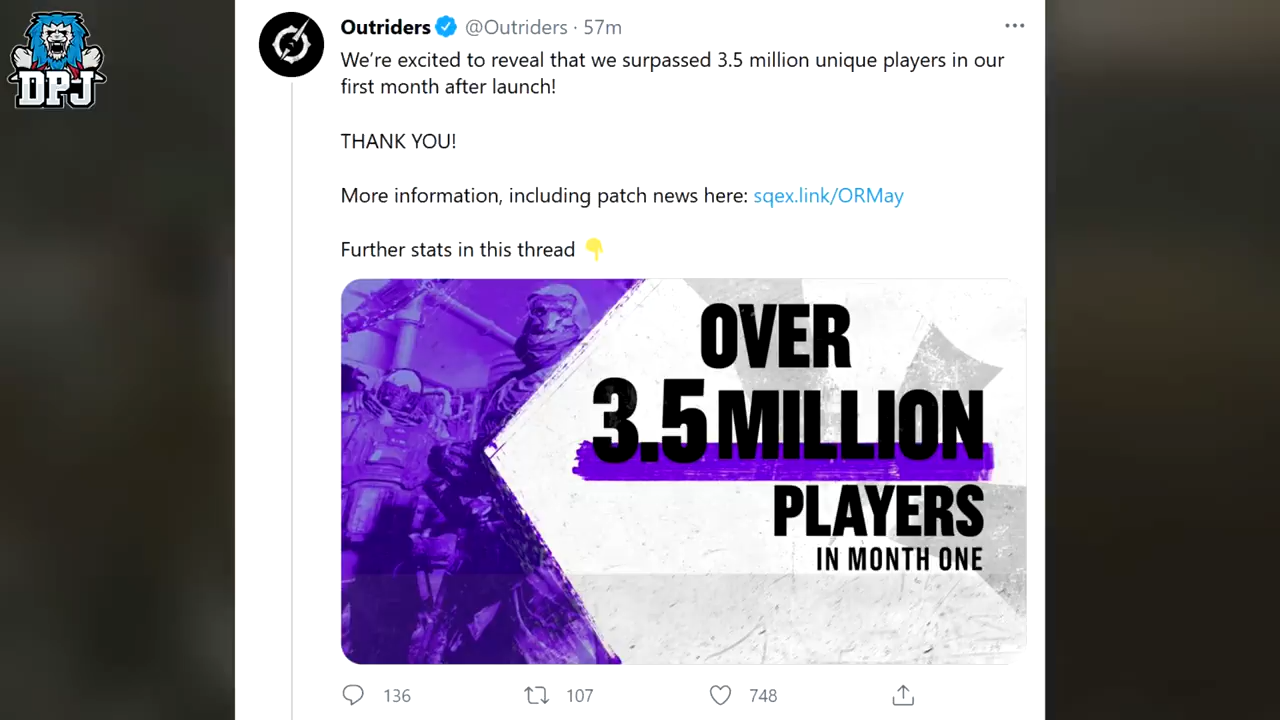 DPJ
Outriders @Outriders · 57m
We're excited to reveal that we surpassed 3.5 million unique players in our
first month after launch!
THANK YOU!
More information, including patch news here: sqex.link/ORMay
Further stats in this thread 👇
OVER
3.5 MILLION
PLAYERS
IN MONTH ONE
136 107 748